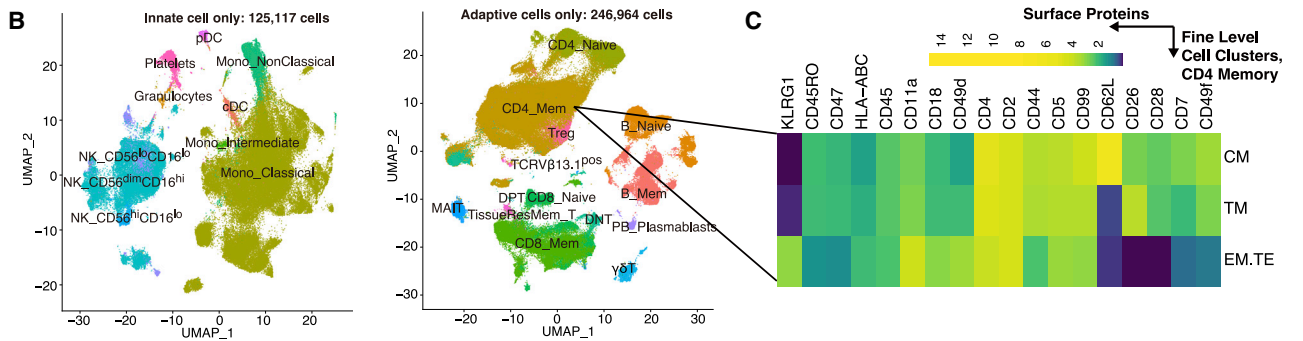 B
Innate cell only: 125,117 cells
pDC
Platelets
Mono_NonClassical
Granulocytes
cDC
Mono_Intermediate
NK_CD56loCD16lo
Mono_Classical
NK_CD56dimCD16hi
NK_CD56hiCD16lo
UMAP_2
20
10
0
−10
−20
−30 −20 −10 0 10 20
UMAP_1
Adaptive cells only: 246,964 cells
CD4_Naive
CD4_Mem
Treg
B_Naive
TCRVβ13.1pos
B_Mem
DPT
CD8_Naive
MAIT
TissueResMem_T
DNT
PB_Plasmablasts
CD8_Mem
γδT
UMAP_2
20
10
0
−10
−20
−30
−20 −10 0 10 20 30
UMAP_1
C
Surface Proteins
Fine Level
Cell Clusters,
CD4 Memory
14 10 8 6 4 2
KLRG1
CD45RO
CD47
HLA−ABC
CD45
CD11a
CD18
CD49d
CD4
CD2
CD44
CD5
CD99
CD62L
CD26
CD28
CD7
CD49f
CM
TM
EM.TE